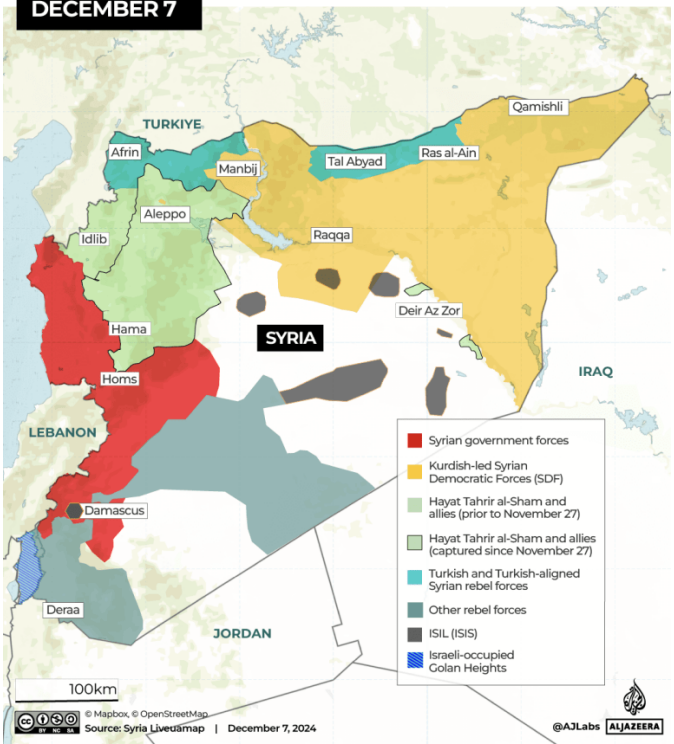 DECEMBER 7
Qamishli
TURKIYE
Afrin
Ras al-Ain
Tal Abyad
Manbij
Aleppo
Raqqa
Idlib
Deir Az Zor
Hama
SYRIA
Homs
IRAQ
LEBANON
Damascus
Deraa
JORDAN
Syrian government forces
Kurdish-led Syrian
Democratic Forces (SDF)
Hayat Tahrir al-Sham and
allies (prior to November 27)
Hayat Tahrir al-Sham and allies
(captured since November 27)
Turkish and Turkish-aligned
Syrian rebel forces
Other rebel forces
ISIL (ISIS)
Israeli-occupied
Golan Heights
100km
CC BY NC SA
© Mapbox, © OpenStreetMap
Source: Syria Liveuamap | December 7, 2024
@AJLabs ALJAZEERA